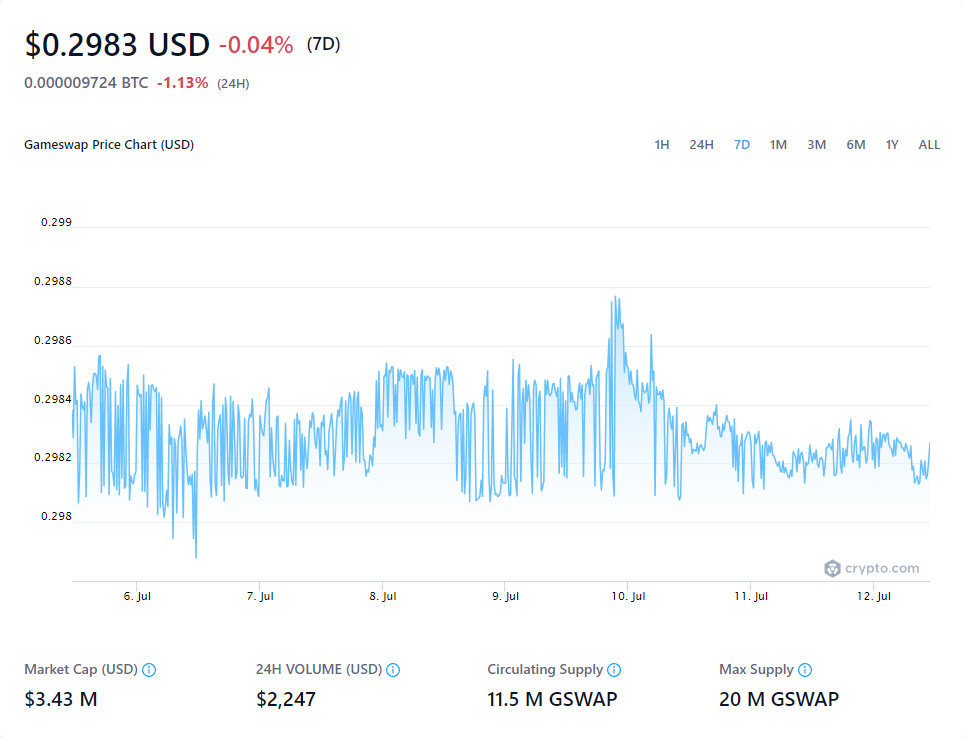 $0.2983 USD -0.04% (7D)
0.000009724 BTC -1.13% (24H)
Gameswap Price Chart (USD) 1H 24H 7D 1M 3M 6M 1Y ALL
0.299
0.2988
0.2986
0.2984
0.2982
0.298
crypto.com
6. Jul 7. Jul 8. Jul 9. Jul 10. Jul 11. Jul 12. Jul
Market Cap (USD) 24H VOLUME (USD) Circulating Supply Max Supply
$3.43 M $2,247 11.5 M GSWAP 20 M GSWAP